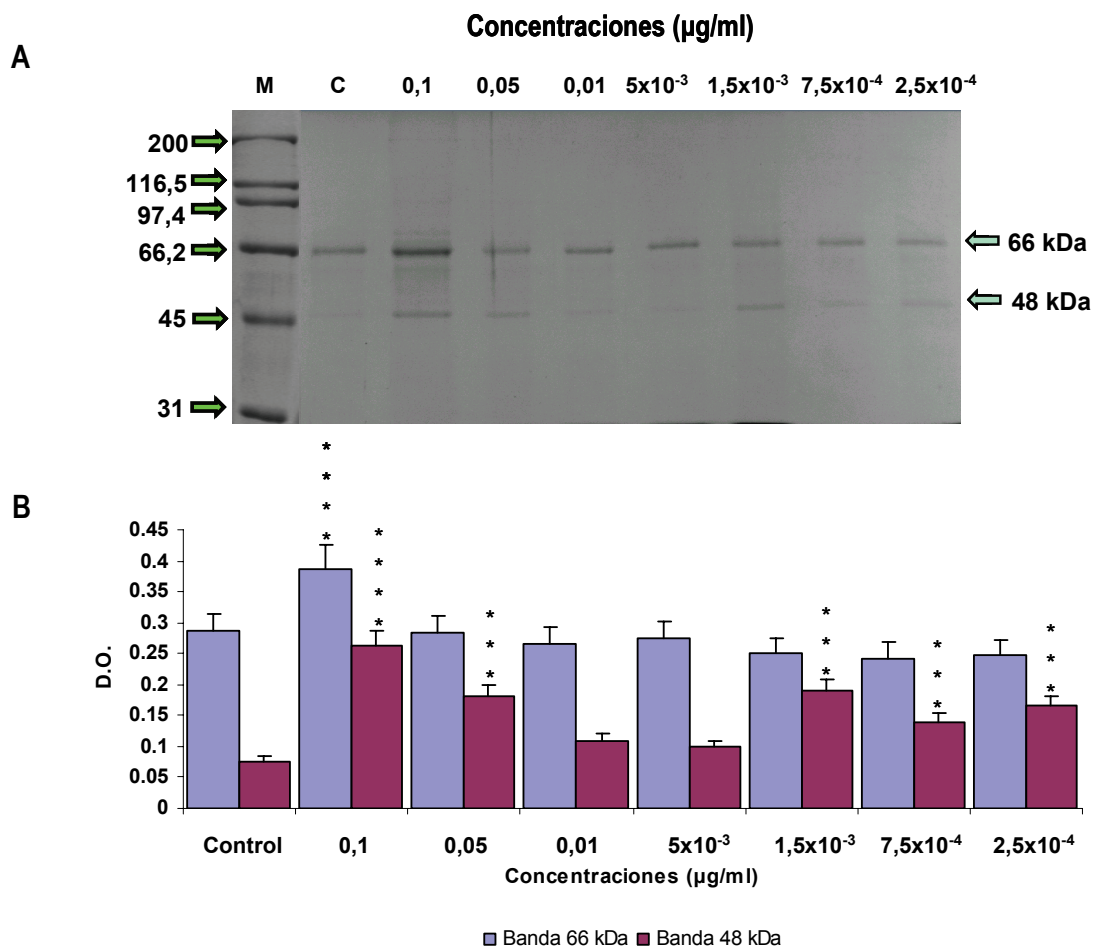 Concentraciones (µg/ml)
A
M C 0,1 0,05 0,01 5x10⁻³ 1,5x10⁻³ 7,5x10⁻⁴ 2,5x10⁻⁴
200
116,5
97,4
66,2
45
31
66 kDa
48 kDa
B
* * * *
* * * *
* * *
* * *
* * *
* * *
0.45
0.4
0.35
0.3
0.25
0.2
0.15
0.1
0.05
0
D.O.
Control 0,1 0,05 0,01 5x10⁻³ 1,5x10⁻³ 7,5x10⁻⁴ 2,5x10⁻⁴
Concentraciones (µg/ml)
Banda 66 kDa Banda 48 kDa